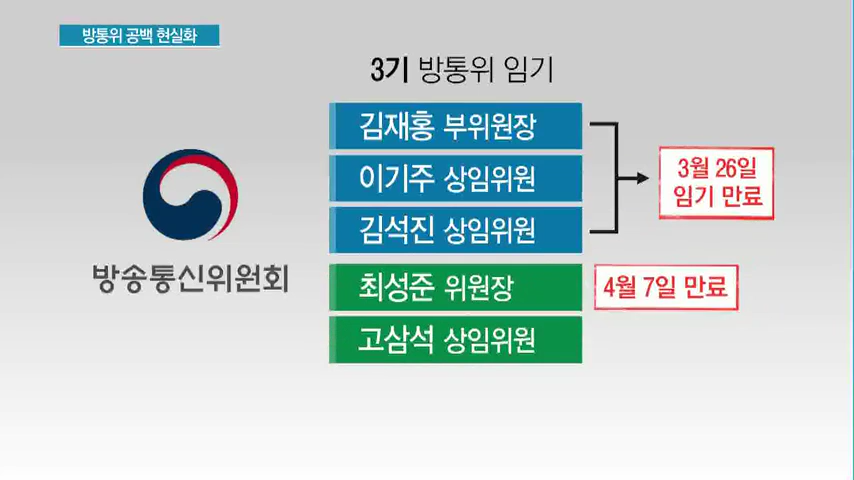 방통위 공백 현실화
3기 방통위 임기
김재홍 부위원장
이기주 상임위원
김석진 상임위원
3월 26일
임기 만료
최성준 위원장
4월 7일 만료
고삼석 상임위원
방송통신위원회